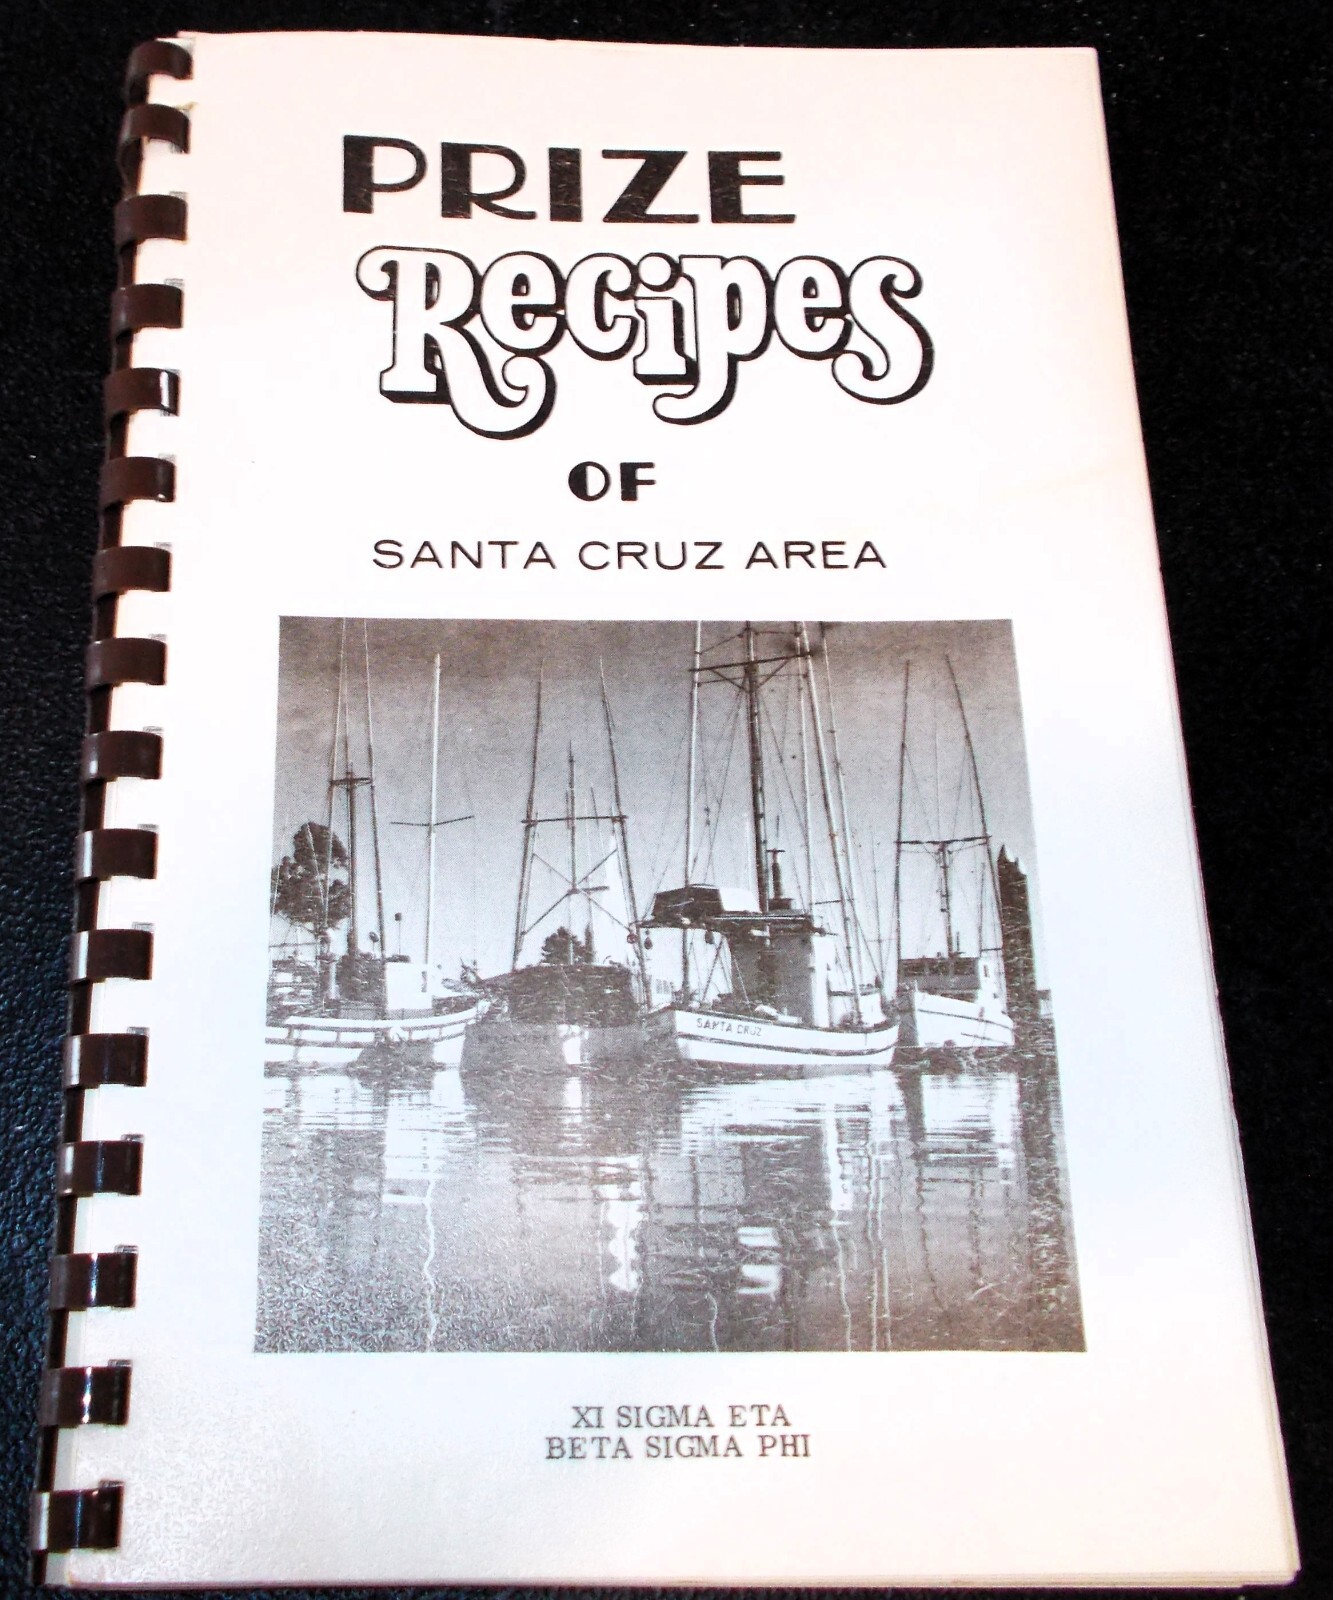 PRIZE
Recipes
OF
SANTA CRUZ AREA
SANTA CRUZ
XI SIGMA ETA
BETA SIGMA PHI